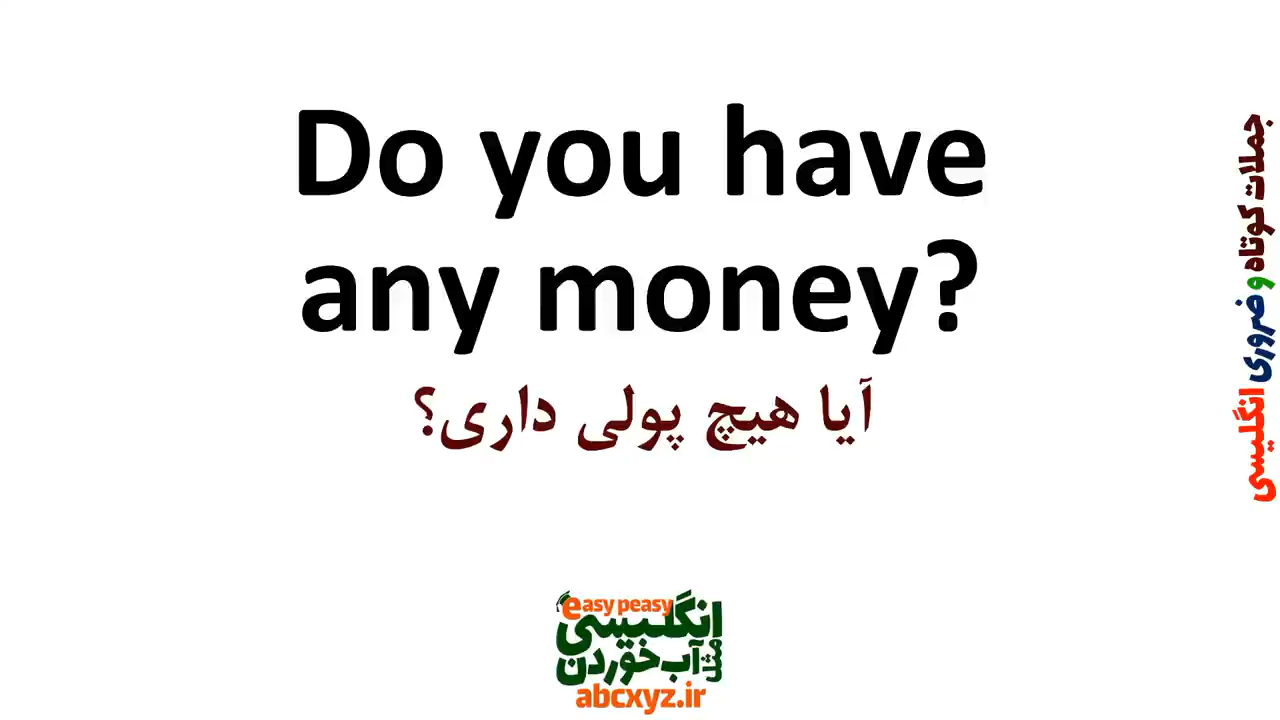 Do you have
any money?
آیا هیچ پولی داری؟
جملات کوتاه و ضروری انگلیسی
easy peasy
انگلیسی
مثل آب خوردن
abcxyz.ir